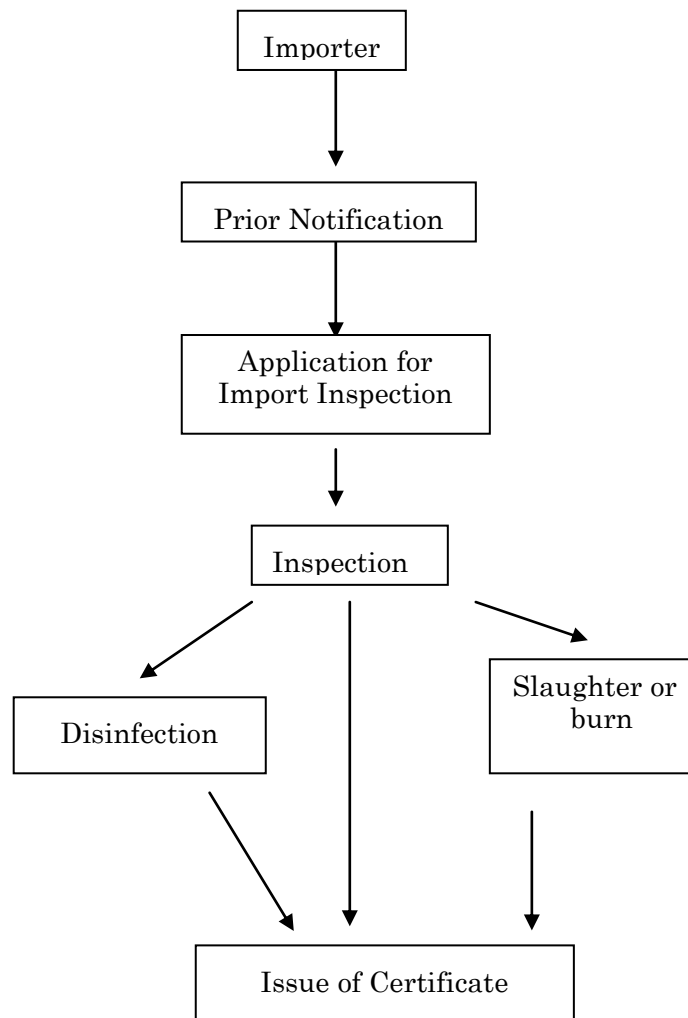 Importer
Prior Notification
Application for
Import Inspection
Inspection
Slaughter or
burn
Disinfection
Issue of Certificate